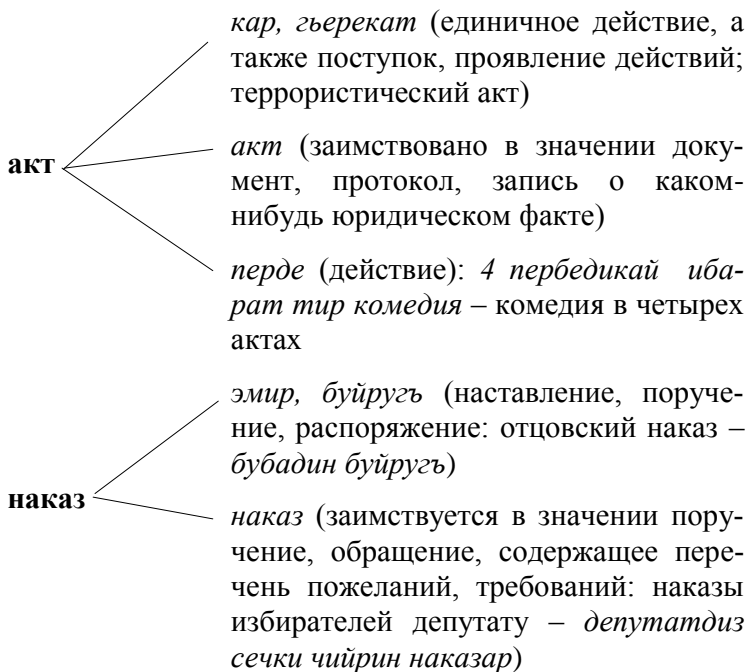 кар, гьерекат (единичное действие, а
также поступок, проявление действий;
террористический акт)
акт
акт (заимствовано в значении доку-
мент, протокол, запись о каком-
нибудь юридическом факте)
перде (действие): 4 пербедикай иба-
рат тир комедия – комедия в четырех
актах
эмир, буйругъ (наставление, поруче-
ние, распоряжение: отцовский наказ –
бубадин буйругъ)
наказ
наказ (заимствуется в значении пору-
чение, обращение, содержащее пере-
чень пожеланий, требований: наказы
избирателей депутату – депутатдиз
сечки чийрин наказар)